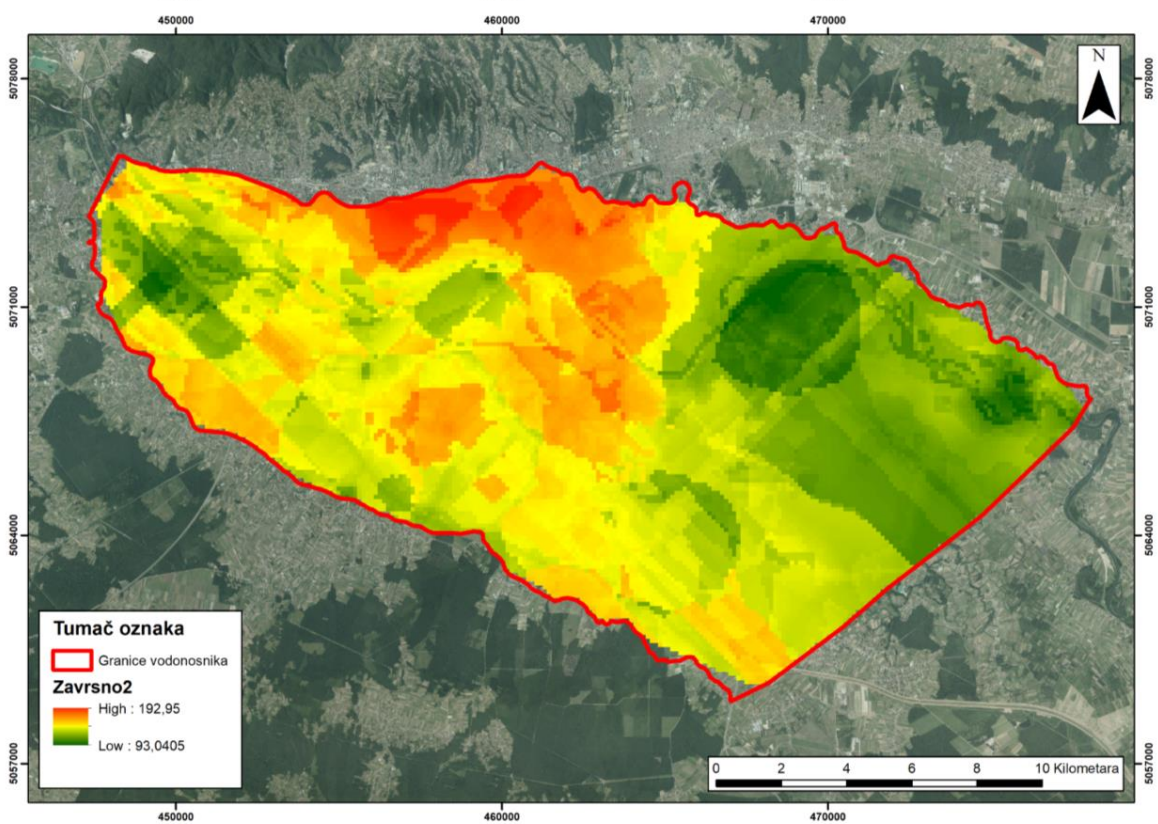 450000 460000 470000
N
5078000 5078000
5071000 5071000
5064000 5064000
5057000 5057000
Tumač oznaka
Granice vodonosnika
Zavrsno2
High : 192,95
Low : 93,0405
0 2 4 6 8 10 Kilometara
450000 460000 470000